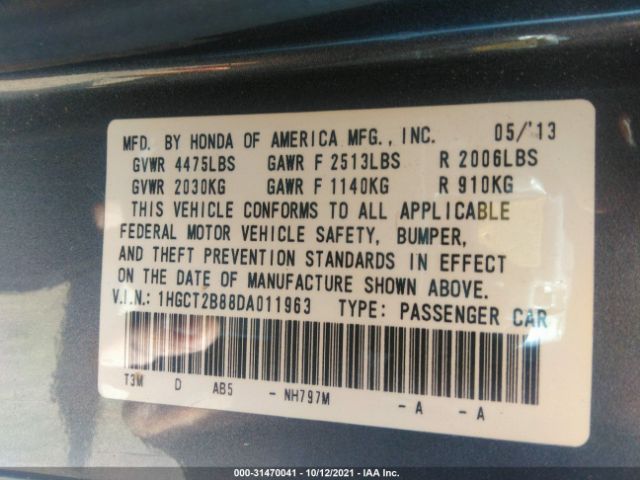 MFD. BY HONDA OF AMERICA MFG., INC. 05/'13
GVWR 4475LBS GAWR F 2513LBS R 2006LBS
GVWR 2030KG GAWR F 1140KG R 910KG
THIS VEHICLE CONFORMS TO ALL APPLICABLE
FEDERAL MOTOR VEHICLE SAFETY, BUMPER,
AND THEFT PREVENTION STANDARDS IN EFFECT
ON THE DATE OF MANUFACTURE SHOWN ABOVE.
V.I.N.: 1HGCT2B88DA011963 TYPE: PASSENGER CAR
T3M D AB5 - NH797M - A - A
000-31470041 - 10/12/2021 - IAA Inc.